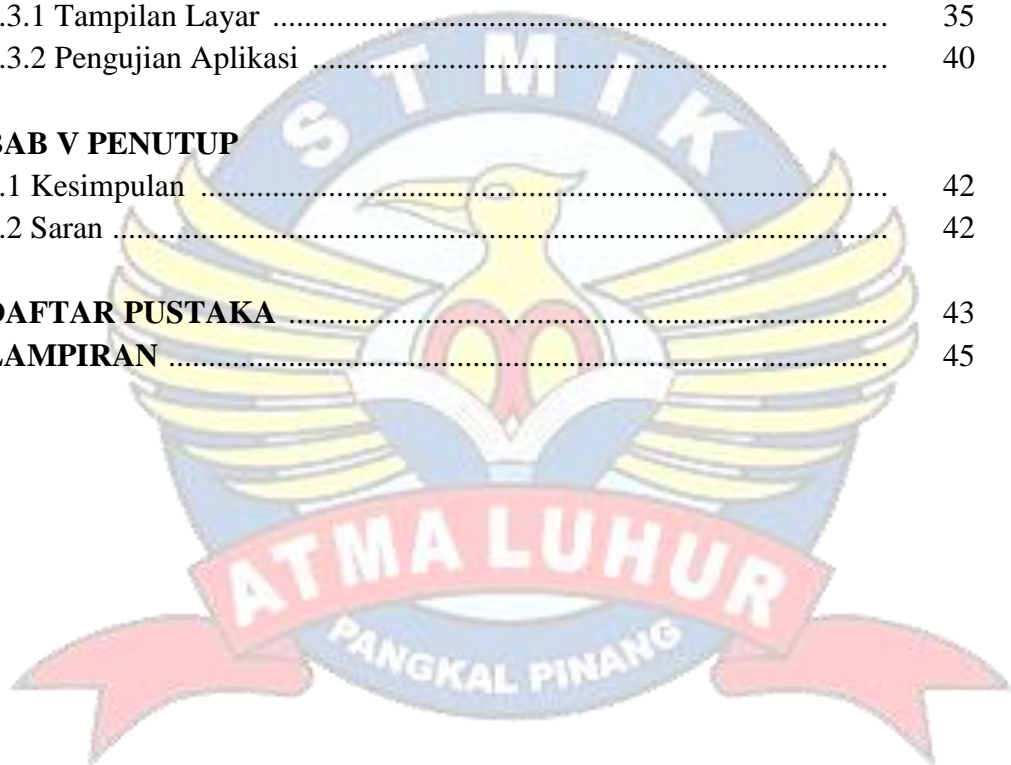 .3.1 Tampilan Layar ........................................................................... 35
.3.2 Pengujian Aplikasi ...................................................................... 40
BAB V PENUTUP
.1 Kesimpulan .................................................................................... 42
.2 Saran ............................................................................................... 42
DAFTAR PUSTAKA ......................................................................... 43
LAMPIRAN ........................................................................................ 45
STMIK
ATMA LUHUR
PANGKAL PINANG